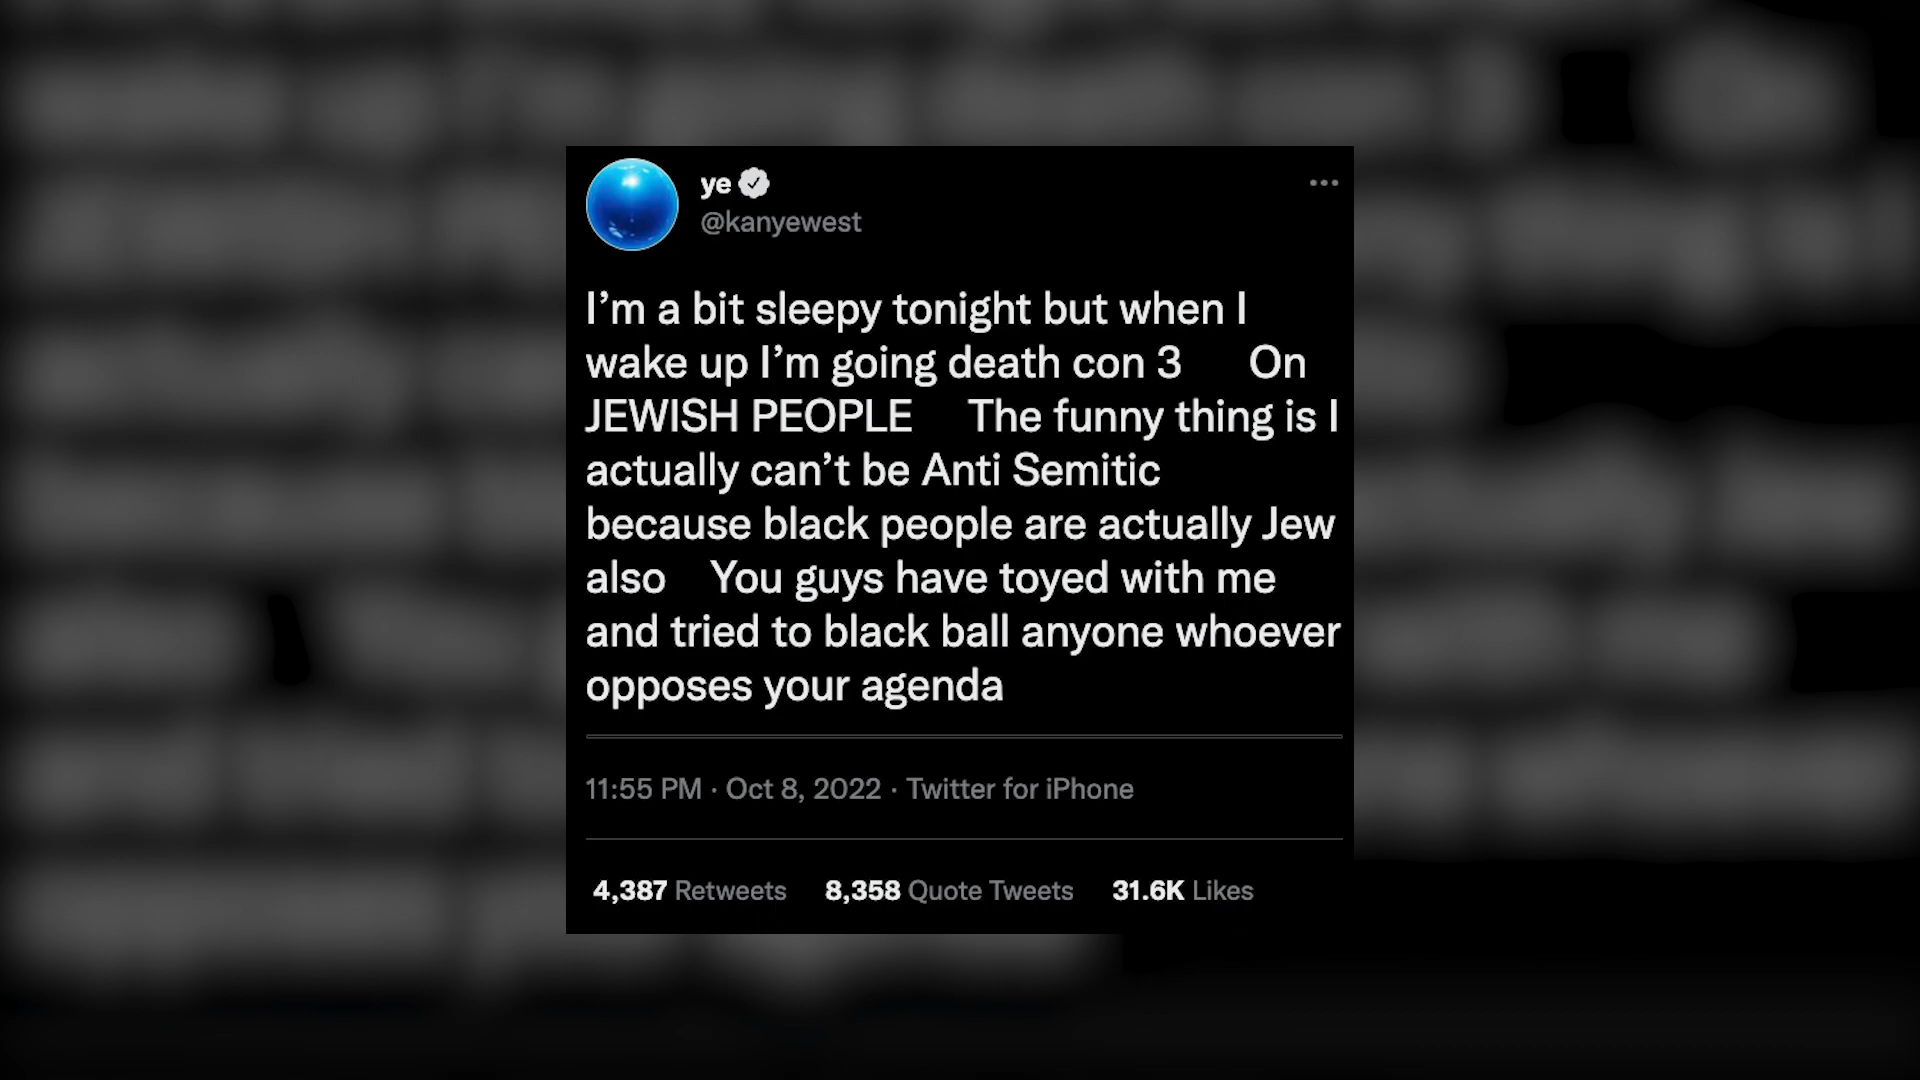 ye
@kanyewest
I’m a bit sleepy tonight but when I
wake up I’m going death con 3 On
JEWISH PEOPLE The funny thing is I
actually can’t be Anti Semitic
because black people are actually Jew
also You guys have toyed with me
and tried to black ball anyone whoever
opposes your agenda
11:55 PM · Oct 8, 2022 · Twitter for iPhone
4,387 Retweets 8,358 Quote Tweets 31.6K Likes